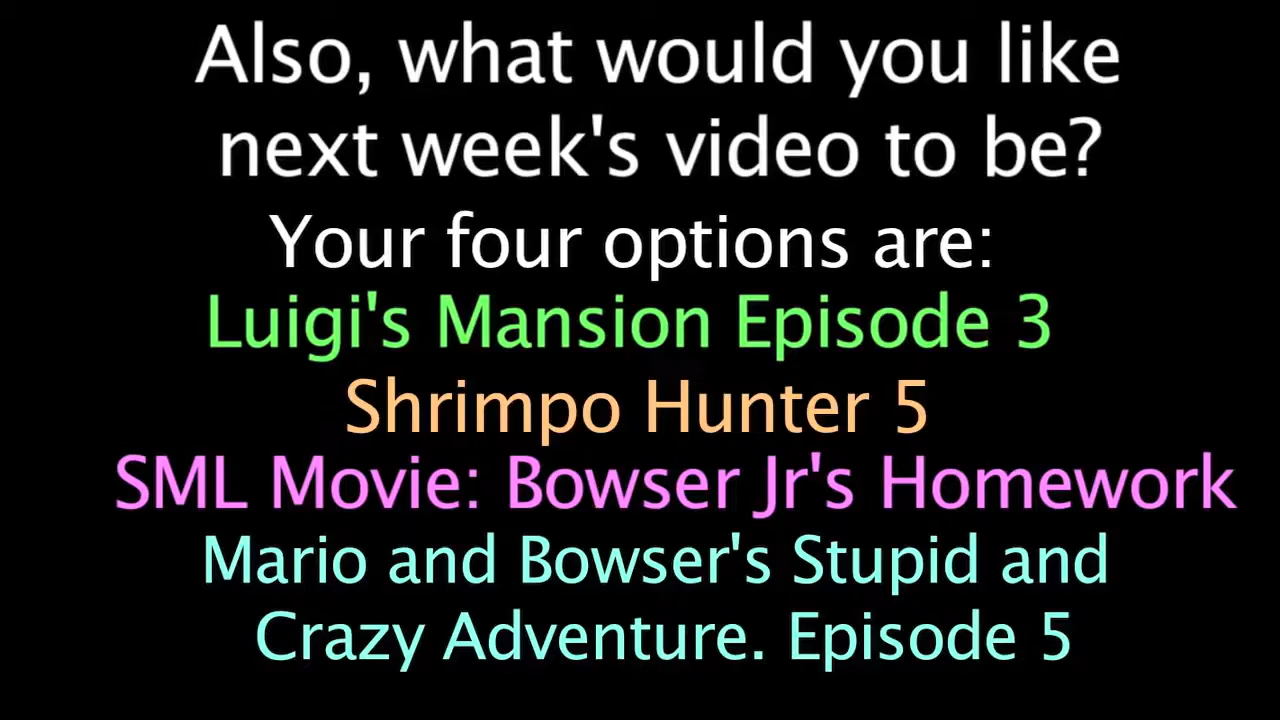 Also, what would you like
next week's video to be?
Your four options are:
Luigi's Mansion Episode 3
Shrimpo Hunter 5
SML Movie: Bowser Jr's Homework
Mario and Bowser's Stupid and
Crazy Adventure. Episode 5